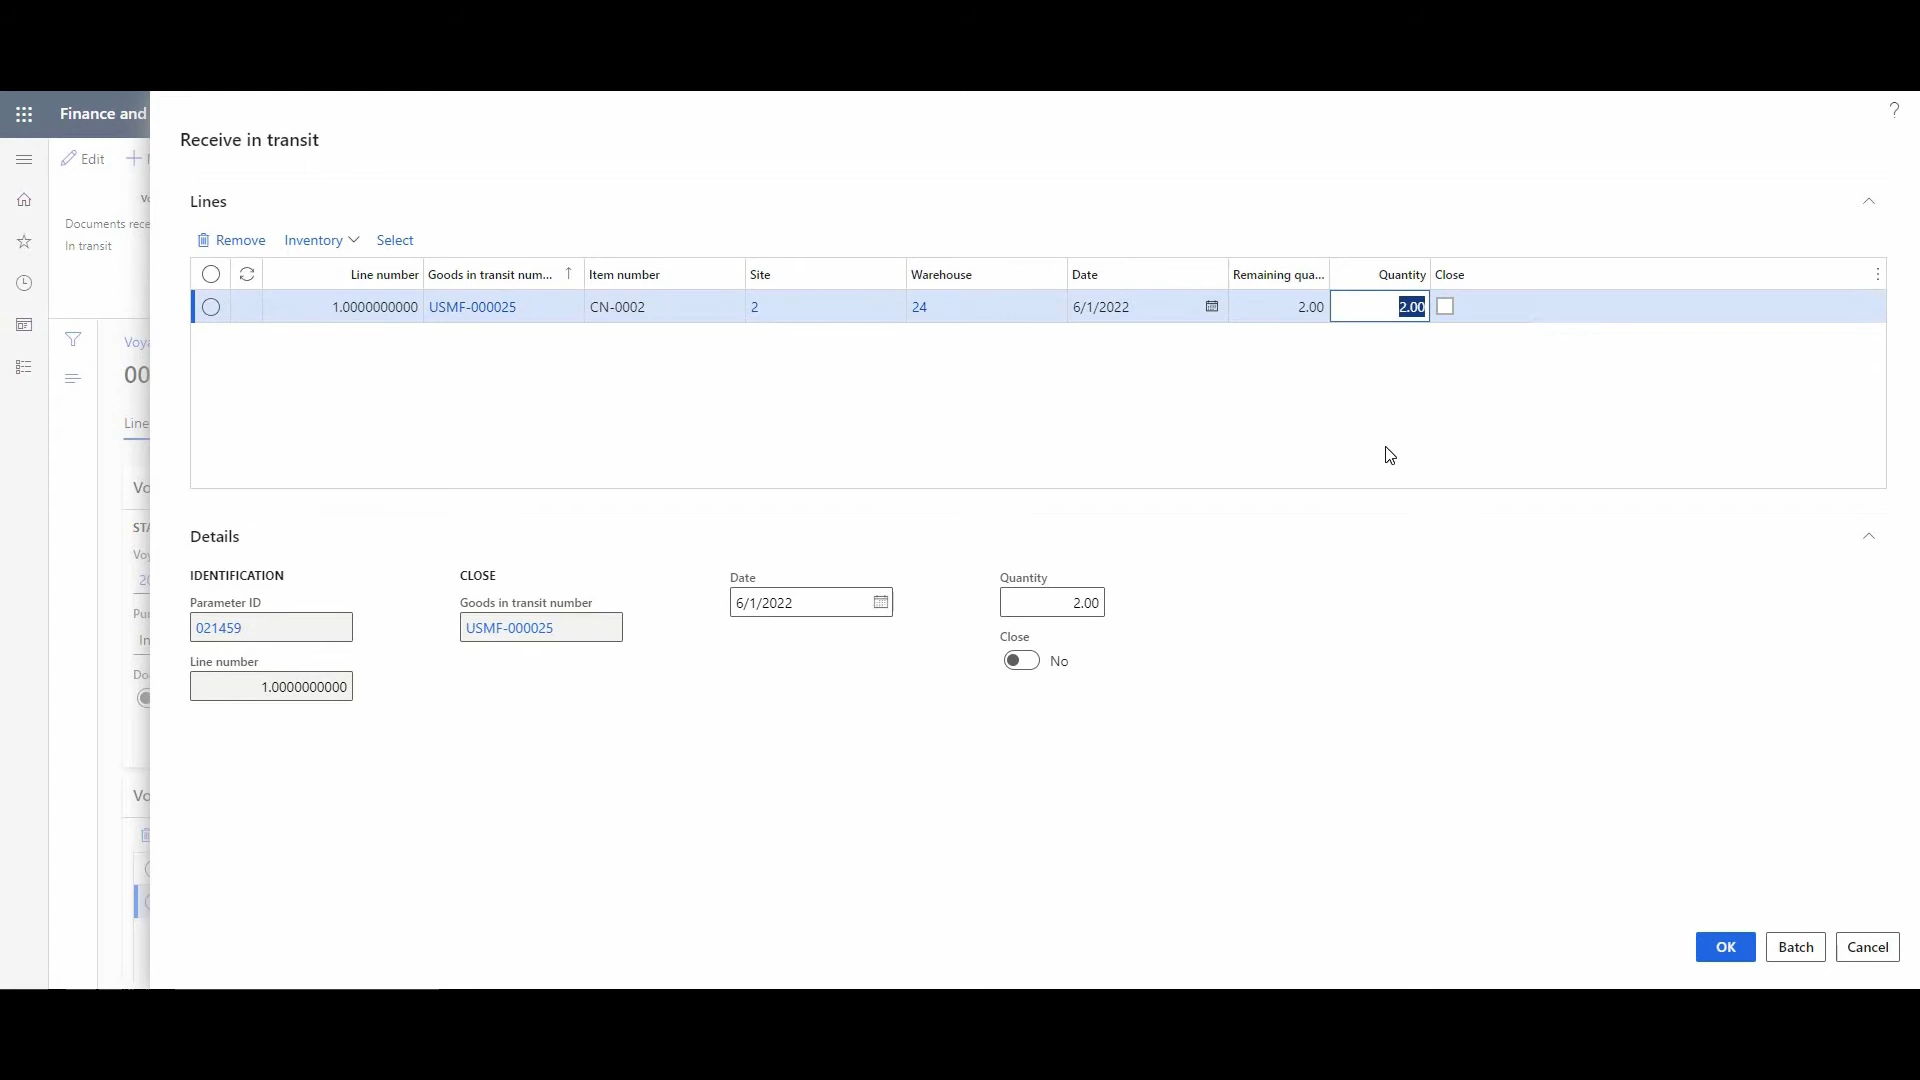 Finance and
?
Receive in transit
Edit
Documents rece
In transit
Lines
Remove Inventory Select
Line number Goods in transit num... Item number Site Warehouse Date Remaining qua... Quantity Close
1.0000000000 USMF-000025 CN-0002 2 24 6/1/2022 2.00 2.00
Voya
00
Line
Vo
STA
Voy
20
Pu
In
Do
Vo
Details
IDENTIFICATION
Parameter ID
021459
Line number
1.0000000000
CLOSE
Goods in transit number
USMF-000025
Date
6/1/2022
Quantity
2.00
Close
No
OK Batch Cancel